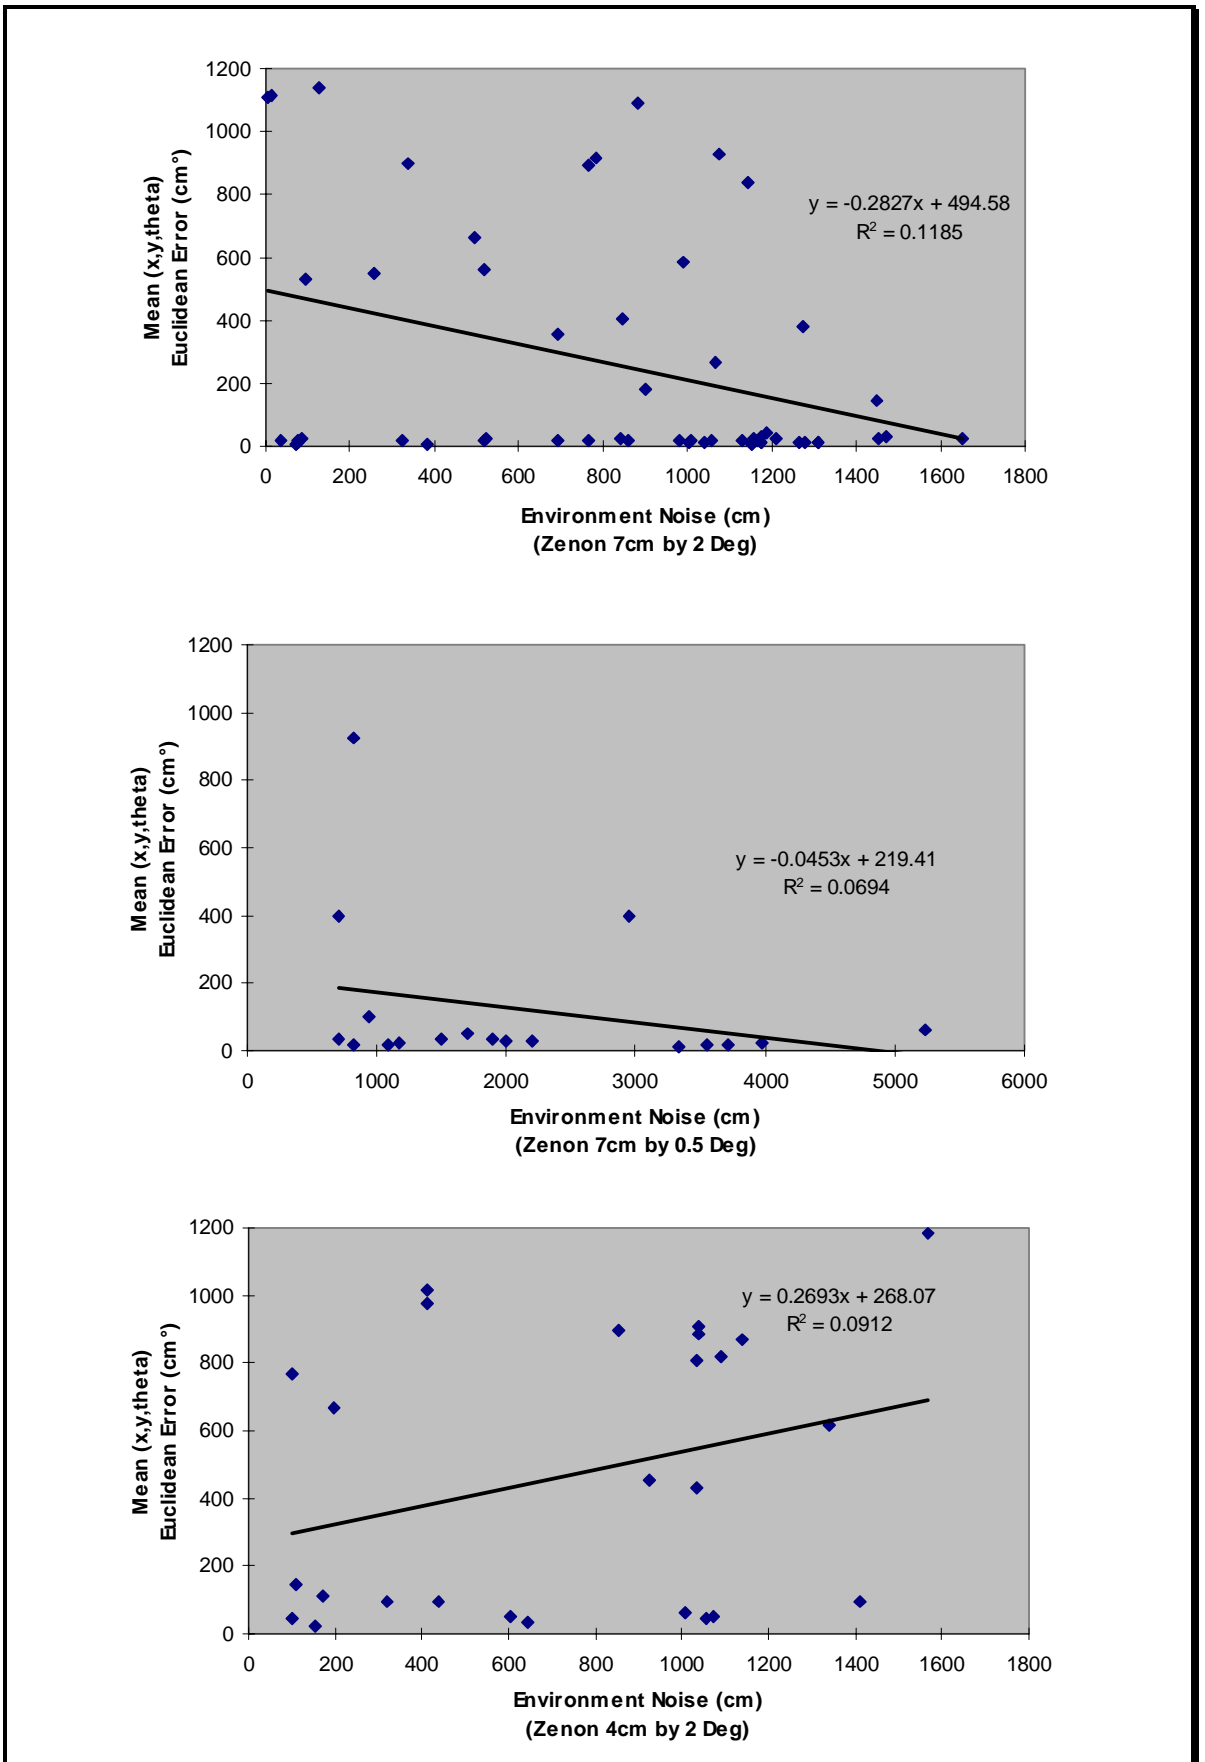 1200
1000
800
600
400
200
0
Mean (x,y,theta)
Euclidean Error (cm°)
y = -0.2827x + 494.58
R² = 0.1185
0 200 400 600 800 1000 1200 1400 1600 1800
Environment Noise (cm)
(Zenon 7cm by 2 Deg)
1200
1000
800
600
400
200
0
Mean (x,y,theta)
Euclidean Error (cm°)
y = -0.0453x + 219.41
R² = 0.0694
0 1000 2000 3000 4000 5000 6000
Environment Noise (cm)
(Zenon 7cm by 0.5 Deg)
1200
1000
800
600
400
200
0
Mean (x,y,theta)
Euclidean Error (cm°)
y = 0.2693x + 268.07
R² = 0.0912
0 200 400 600 800 1000 1200 1400 1600 1800
Environment Noise (cm)
(Zenon 4cm by 2 Deg)